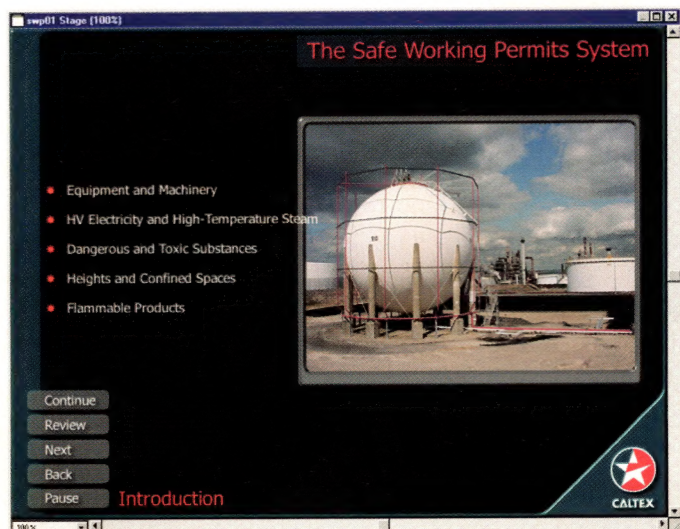 swp01 Stage (100%)
The Safe Working Permits System
Equipment and Machinery
HV Electricity and High-Temperature Steam
Dangerous and Toxic Substances
Heights and Confined Spaces
Flammable Products
Continue
Review
Next
Back
Pause
Introduction
CALTEX
100%